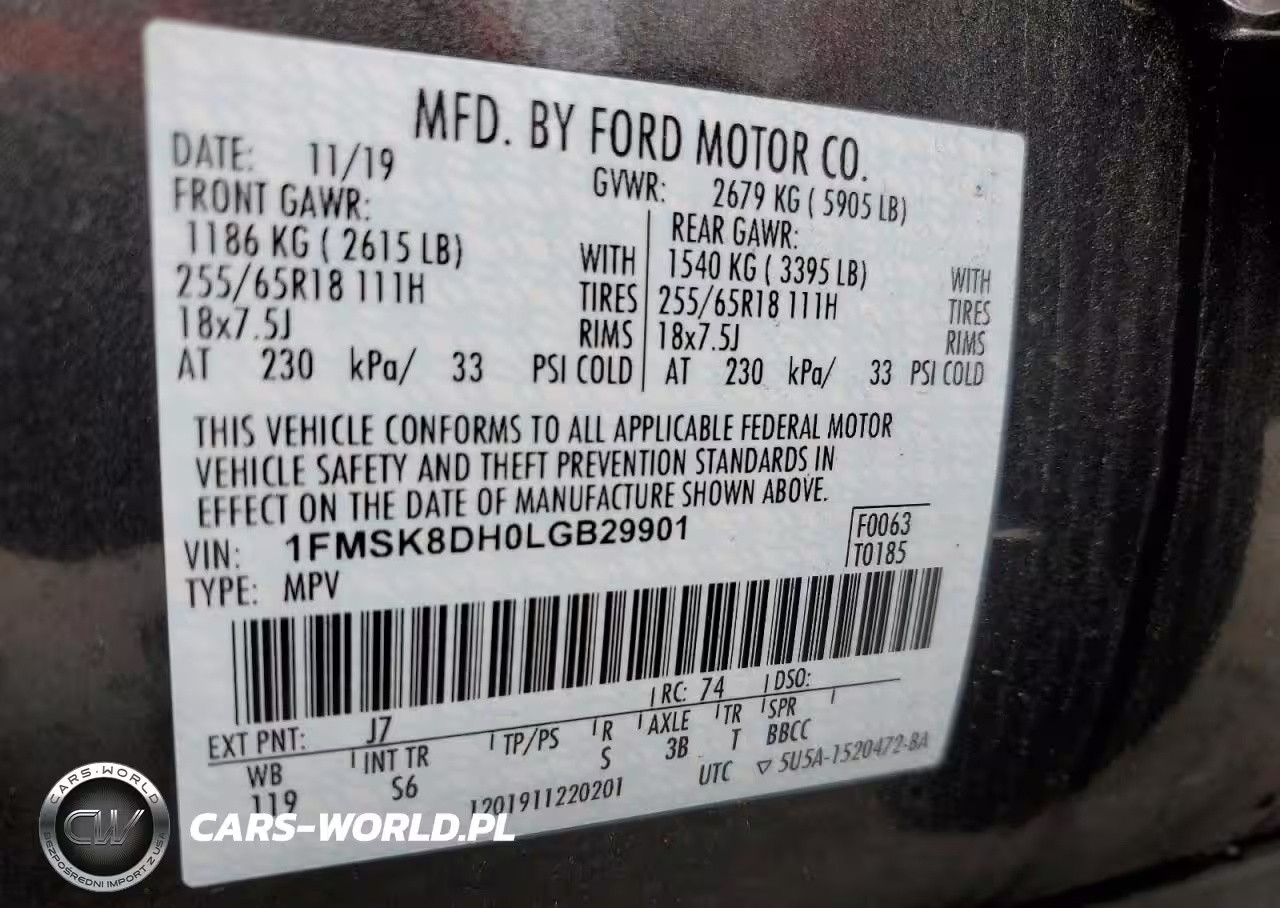 MFD. BY FORD MOTOR CO.
DATE: 11/19
GVWR: 2679 KG ( 5905 LB)
FRONT GAWR:
1186 KG ( 2615 LB) WITH
255/65R18 111H TIRES
18x7.5J RIMS
AT 230 kPa/ 33 PSI COLD
REAR GAWR:
1540 KG ( 3395 LB) WITH
255/65R18 111H TIRES
18x7.5J RIMS
AT 230 kPa/ 33 PSI COLD
THIS VEHICLE CONFORMS TO ALL APPLICABLE FEDERAL MOTOR
VEHICLE SAFETY AND THEFT PREVENTION STANDARDS IN
EFFECT ON THE DATE OF MANUFACTURE SHOWN ABOVE.
VIN: 1FMSK8DH0LGB29901
F0063
T0185
TYPE: MPV
EXT PNT: J7 RC: 74 DSO:
WB INT TR TP/PS R AXLE TR SPR
119 S6 S 3B T BBCC
1201911220201 UTC ▽ 5U5A-1520472-BA
CARS-WORLD
CW
BEZPOŚREDNI IMPORT Z USA
CARS-WORLD.PL